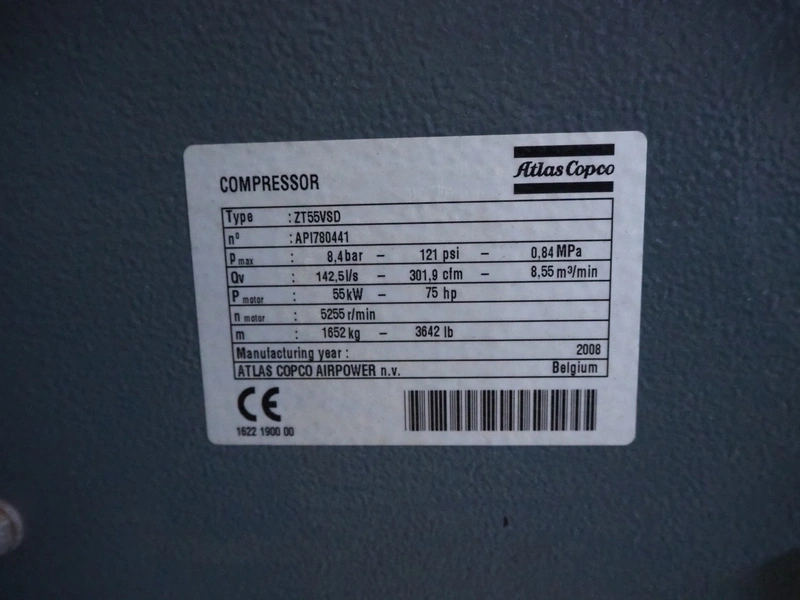 COMPRESSOR
Atlas Copco
Type : ZT55VSD
nº : API780441
p max : 8,4 bar – 121 psi – 0,84 MPa
Qv : 142,5 l/s – 301,9 cfm – 8,55 m³/min
P motor : 55 kW – 75 hp
n motor : 5255 r/min
m : 1652 kg – 3642 lb
Manufacturing year : 2008
ATLAS COPCO AIRPOWER n.v. Belgium
CE
1622 1900 00